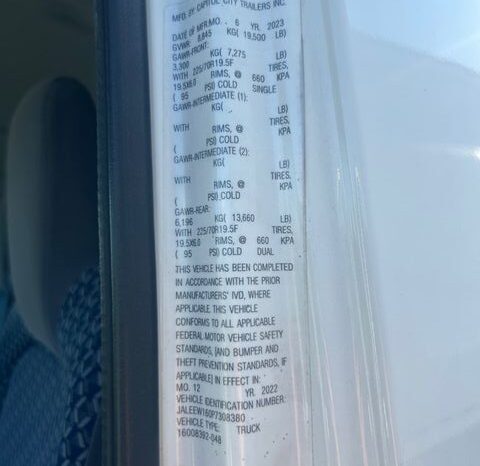 MFD. BY CAPITOL CITY TRAILERS INC.
DATE OF MFR.MO. 6 YR. 2023
GVWR 8,845 KG( 19,500 LB)
GAWR-FRONT:
3,300 KG( 7,275 LB)
WITH 225/70R19.5F TIRES,
19.5X6.0 RIMS, @ 660 KPA
( 95 PSI) COLD SINGLE
GAWR-INTERMEDIATE (1):
KG( LB)
WITH TIRES,
RIMS, @ KPA
( PSI) COLD
GAWR-INTERMEDIATE (2):
KG( LB)
WITH TIRES,
RIMS, @ KPA
( PSI) COLD
GAWR-REAR:
6,196 KG( 13,660 LB)
WITH 225/70R19.5F TIRES,
19.5X6.0 RIMS, @ 660 KPA
( 95 PSI) COLD DUAL
THIS VEHICLE HAS BEEN COMPLETED
IN ACCORDANCE WITH THE PRIOR
MANUFACTURERS' IVD, WHERE
APPLICABLE THIS VEHICLE
CONFORMS TO ALL APPLICABLE
FEDERAL MOTOR VEHICLE SAFETY
STANDARDS, [AND BUMPER AND
THEFT PREVENTION STANDARDS, IF
APPLICABLE] IN EFFECT IN:
MO. 12 YR. 2022
VEHICLE IDENTIFICATION NUMBER:
JALEEW160P7308380
VEHICLE TYPE: TRUCK
16008392-048